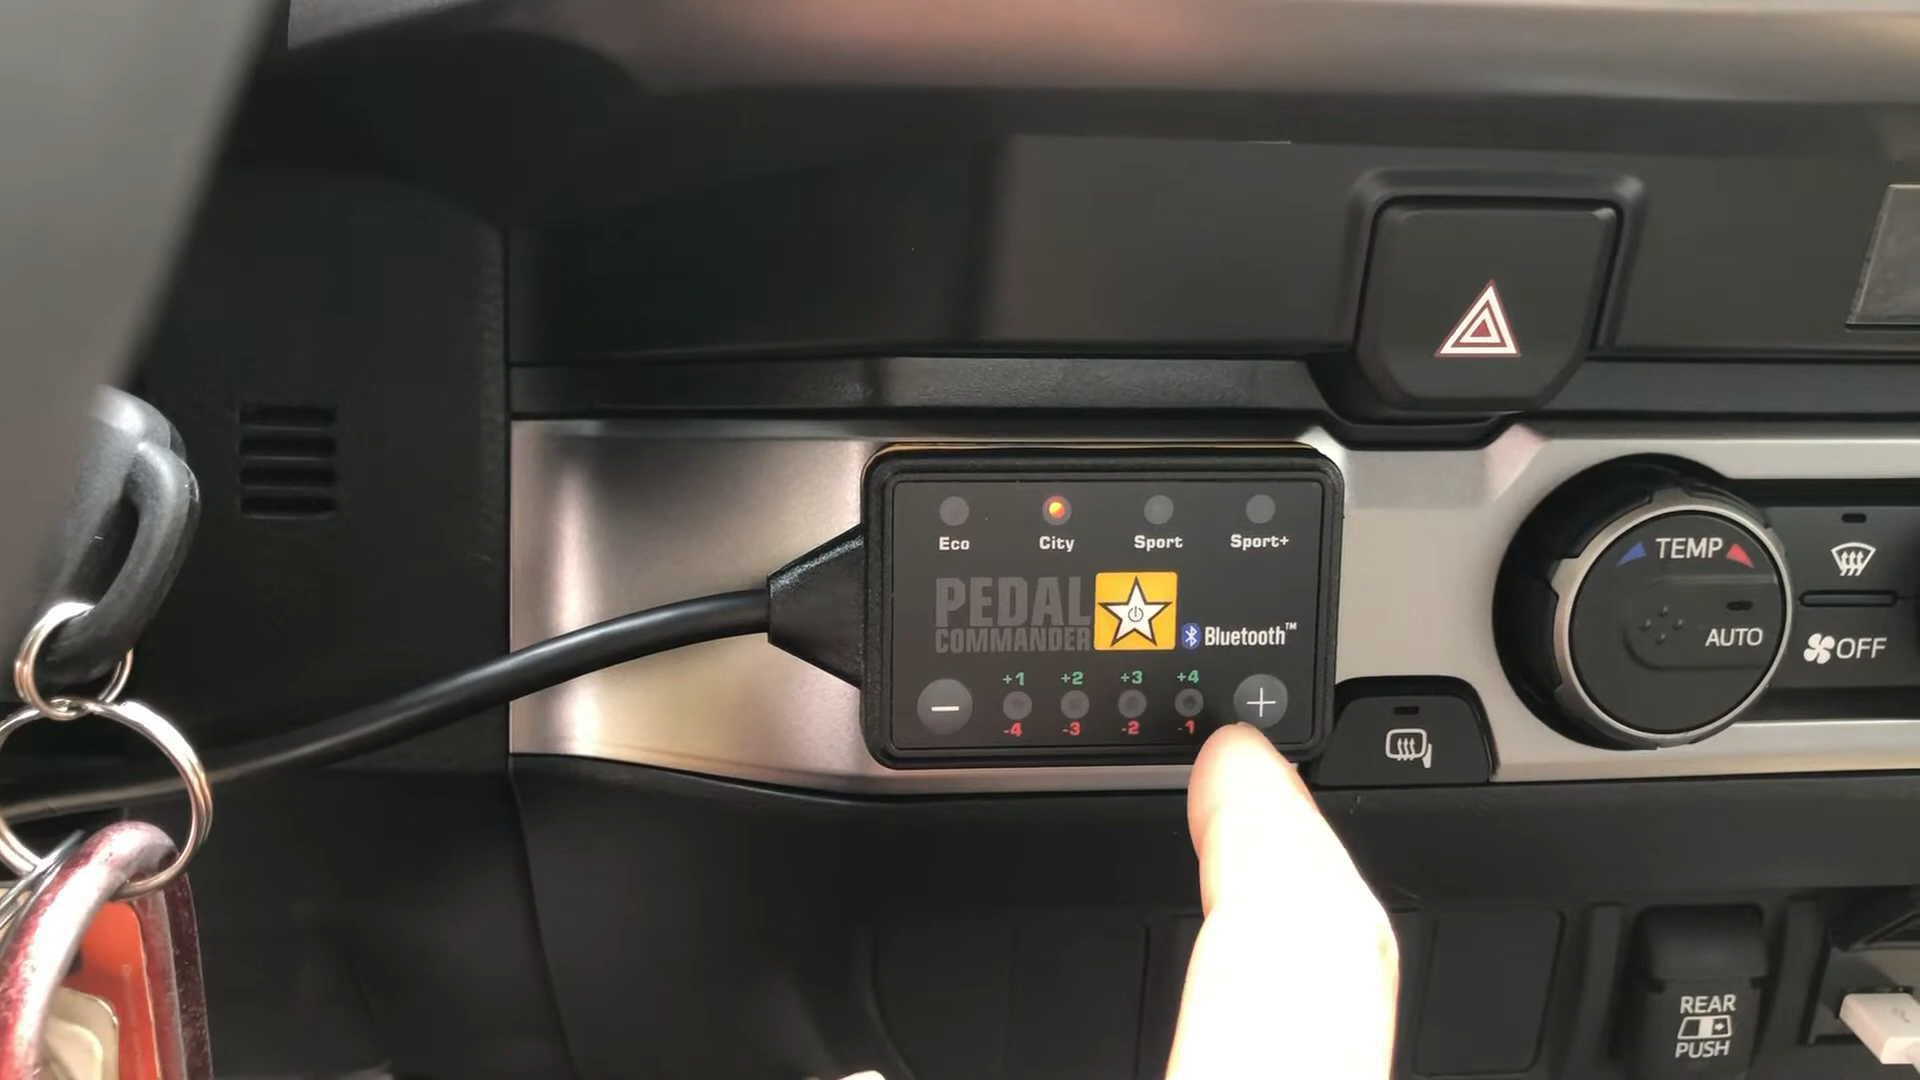 Eco City Sport Sport+
PEDAL
COMMANDER
Bluetooth™
+1 +2 +3 +4
− +
-4 -3 -2 -1
TEMP
AUTO
OFF
REAR
PUSH